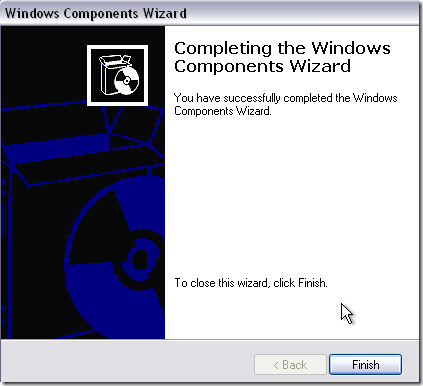 Windows Components Wizard
Completing the Windows
Components Wizard
You have successfully completed the Windows
Components Wizard.
To close this wizard, click Finish.
< Back
Finish